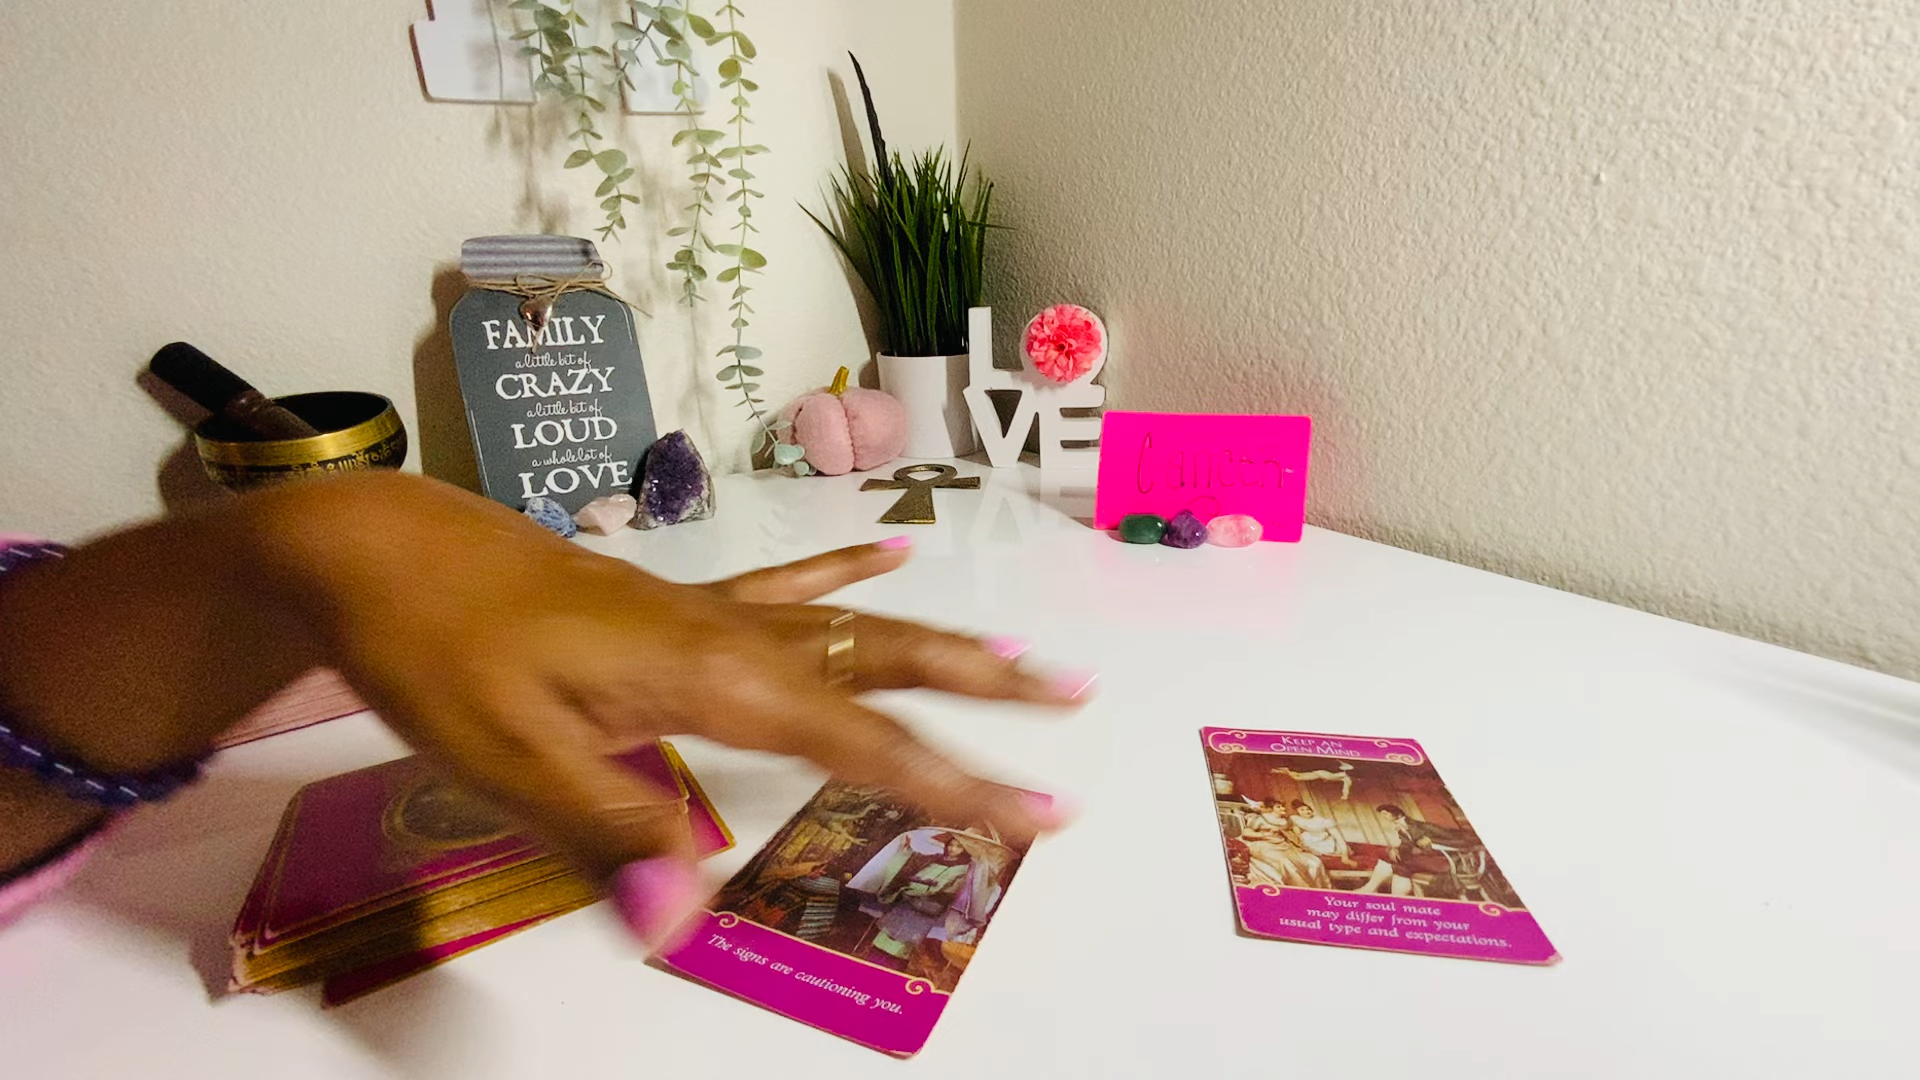 FAMILY
a little bit of
CRAZY
a little bit of
LOUD
a whole lot of
LOVE
LOVE
Cancer
KEEP AN
OPEN MIND
Your soul mate
may differ from your
usual type and expectations.
The signs are cautioning you.